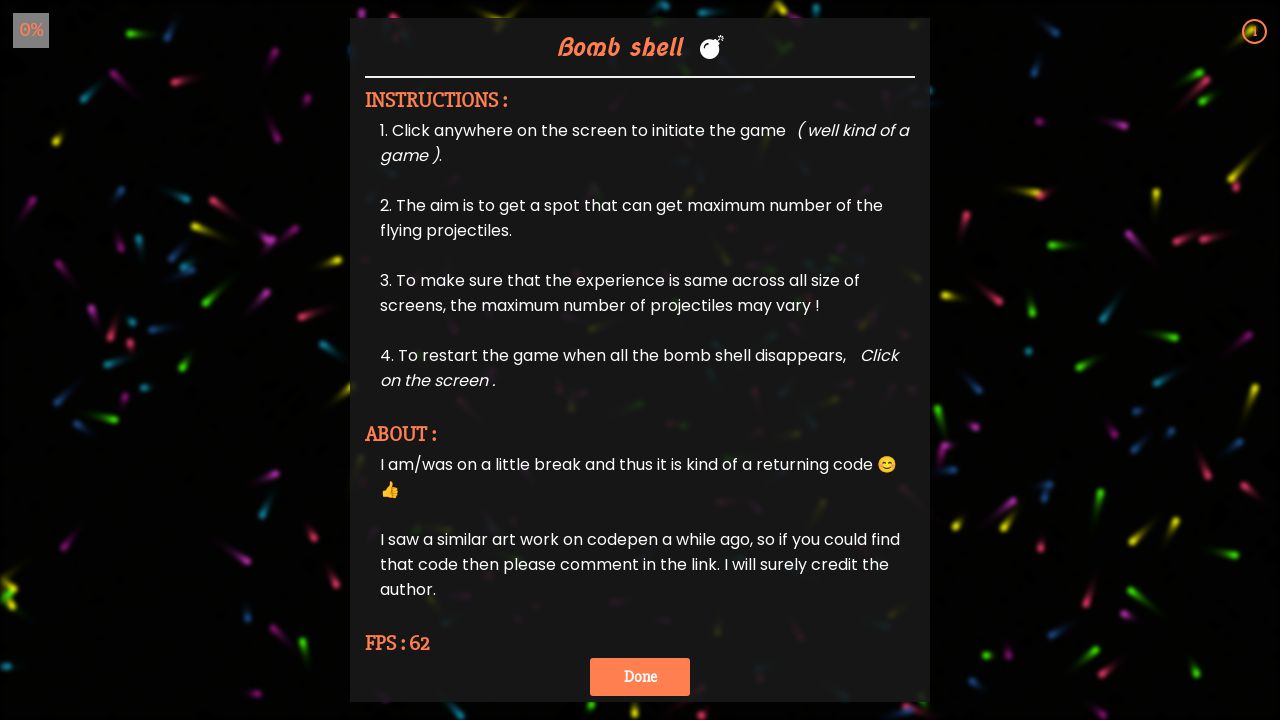 0%
Bomb shell 💣
1
INSTRUCTIONS :
1. Click anywhere on the screen to initiate the game ( well kind of a
game ).
2. The aim is to get a spot that can get maximum number of the
flying projectiles.
3. To make sure that the experience is same across all size of
screens, the maximum number of projectiles may vary !
4. To restart the game when all the bomb shell disappears, Click
on the screen .
ABOUT :
I am/was on a little break and thus it is kind of a returning code 😊
👍
I saw a similar art work on codepen a while ago, so if you could find
that code then please comment in the link. I will surely credit the
author.
FPS : 62
Done